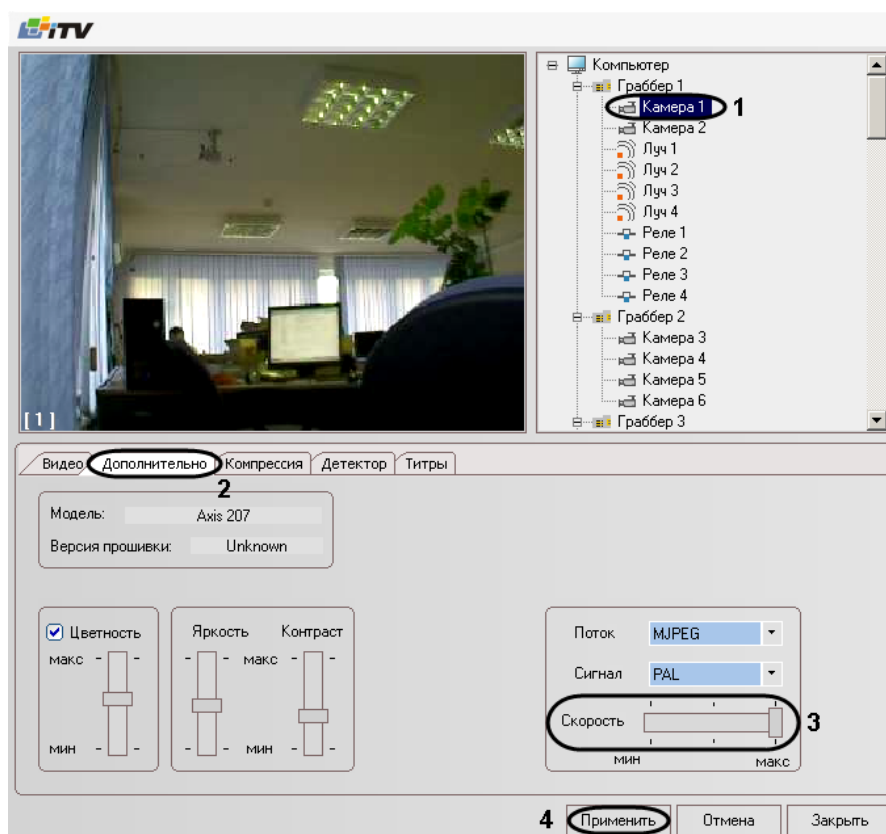 iTV
[1]
Компьютер
Граббер 1
Камера 1 1
Камера 2
Луч 1
Луч 2
Луч 3
Луч 4
Реле 1
Реле 2
Реле 3
Реле 4
Граббер 2
Камера 3
Камера 4
Камера 5
Камера 6
Граббер 3
Видео Дополнительно Компрессия Детектор Титры
2
Модель: Axis 207
Версия прошивки: Unknown
Цветность
макс
мин
Яркость Контраст
макс
мин
Поток MJPEG
Сигнал PAL
Скорость 3
мин макс
4 Применить Отмена Закрыть